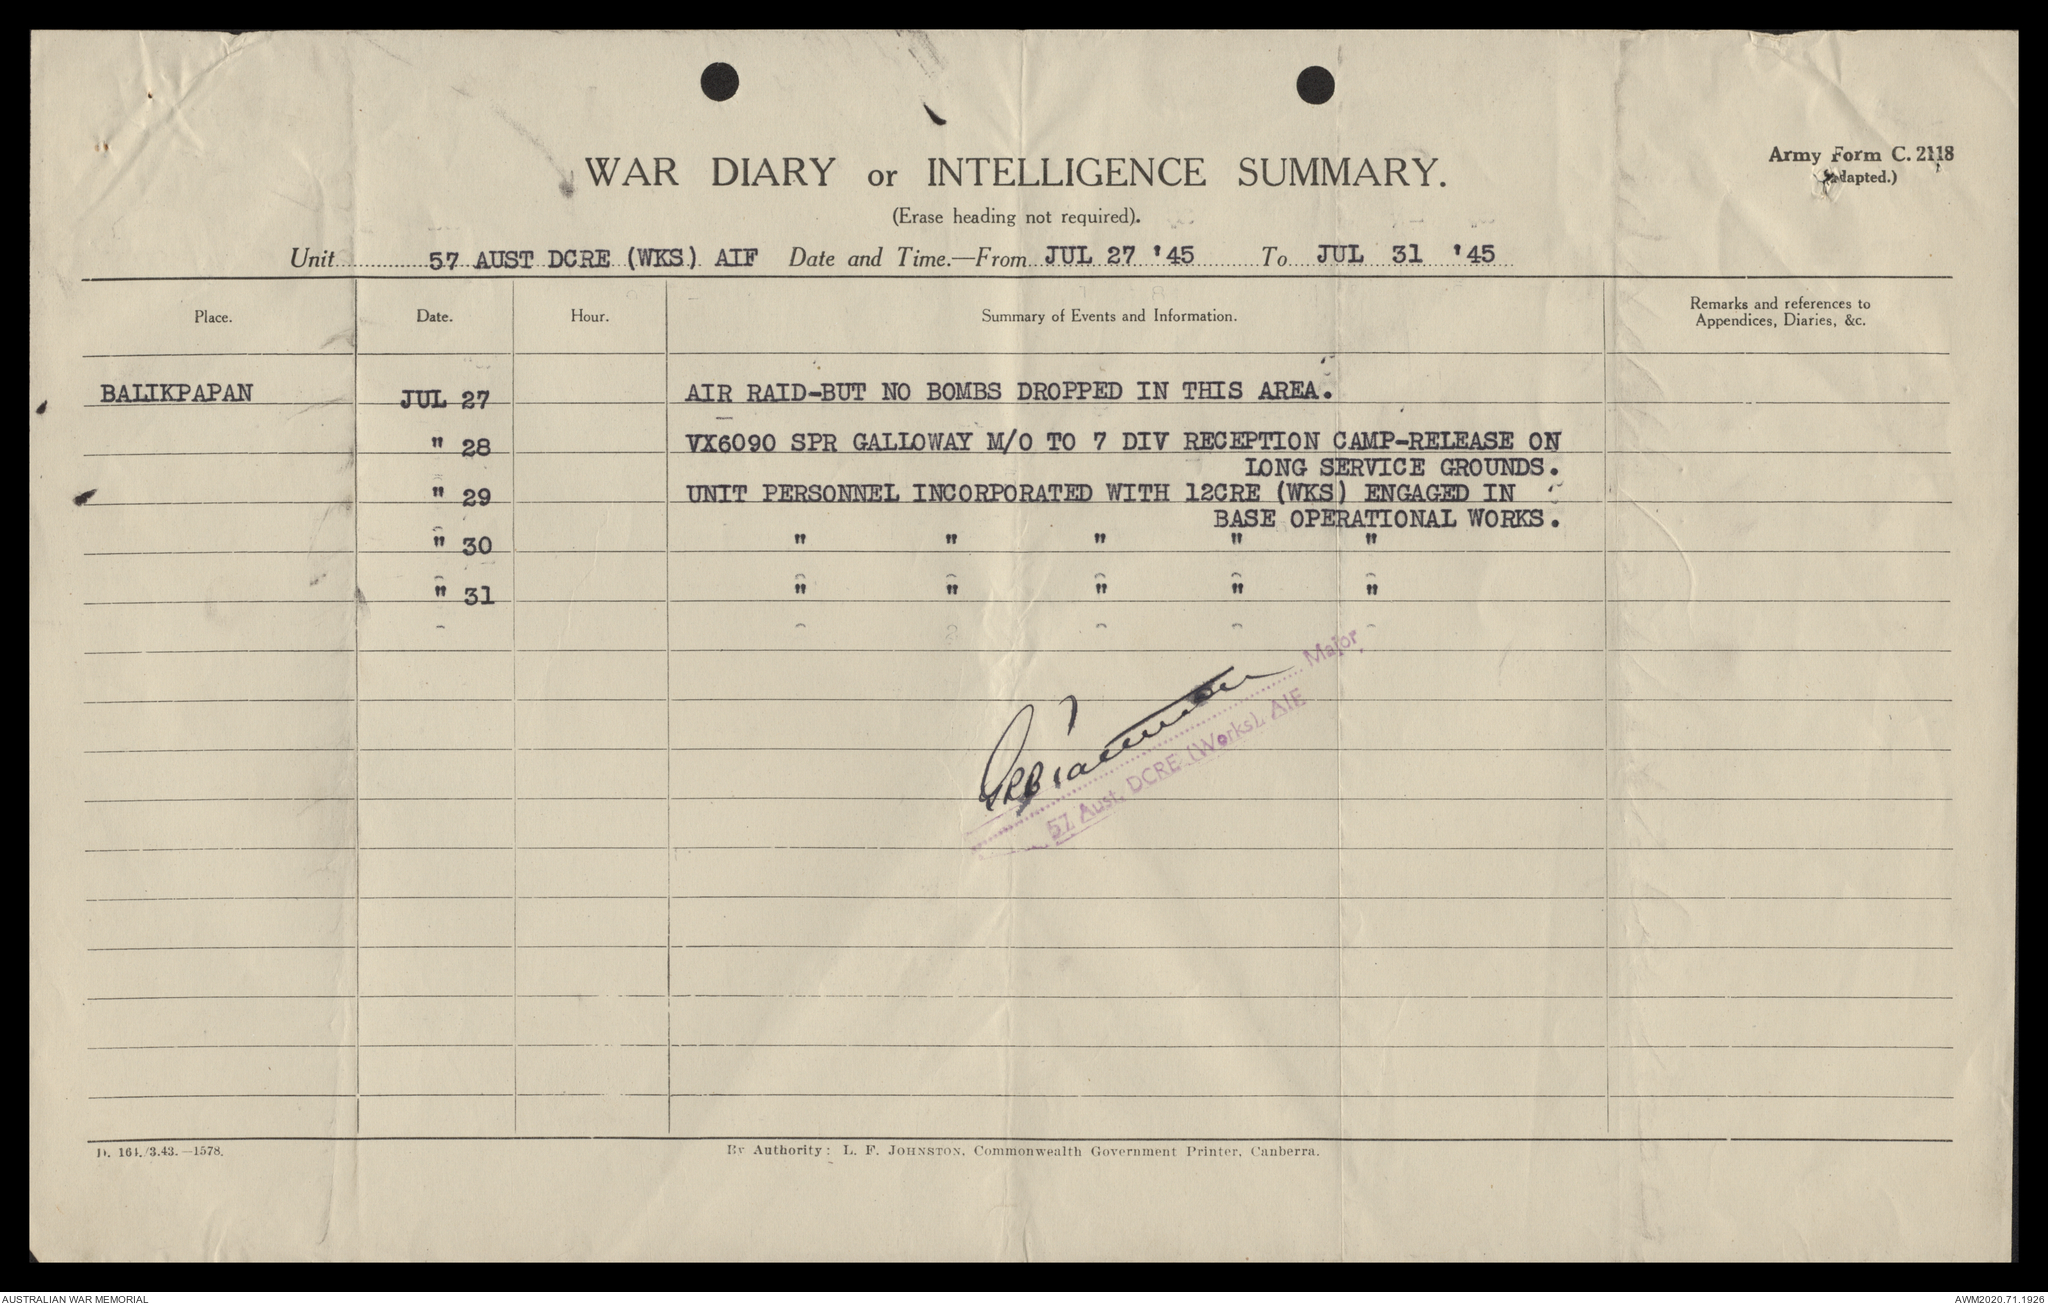 WAR DIARY or INTELLIGENCE SUMMARY.
Army Form C. 2118
(Adapted.)
(Erase heading not required).
Unit 57 AUST DCRE (WKS) AIF Date and Time.—From JUL 27 '45 To JUL 31 '45
Place. Date. Hour. Summary of Events and Information. Remarks and references to
Appendices, Diaries, &c.
BALIKPAPAN JUL 27 AIR RAID-BUT NO BOMBS DROPPED IN THIS AREA.
" 28 VX6090 SPR GALLOWAY M/O TO 7 DIV RECEPTION CAMP-RELEASE ON
LONG SERVICE GROUNDS.
" 29 UNIT PERSONNEL INCORPORATED WITH 12CRE (WKS) ENGAGED IN
BASE OPERATIONAL WORKS.
" 30 " " " " "
" 31 " " " " "
Major
57 Aust. DCRE (Works), AIF
D. 164./3.43.—1578.
By Authority: L. F. JOHNSTON, Commonwealth Government Printer, Canberra.
AUSTRALIAN WAR MEMORIAL
AWM2020.71.1926